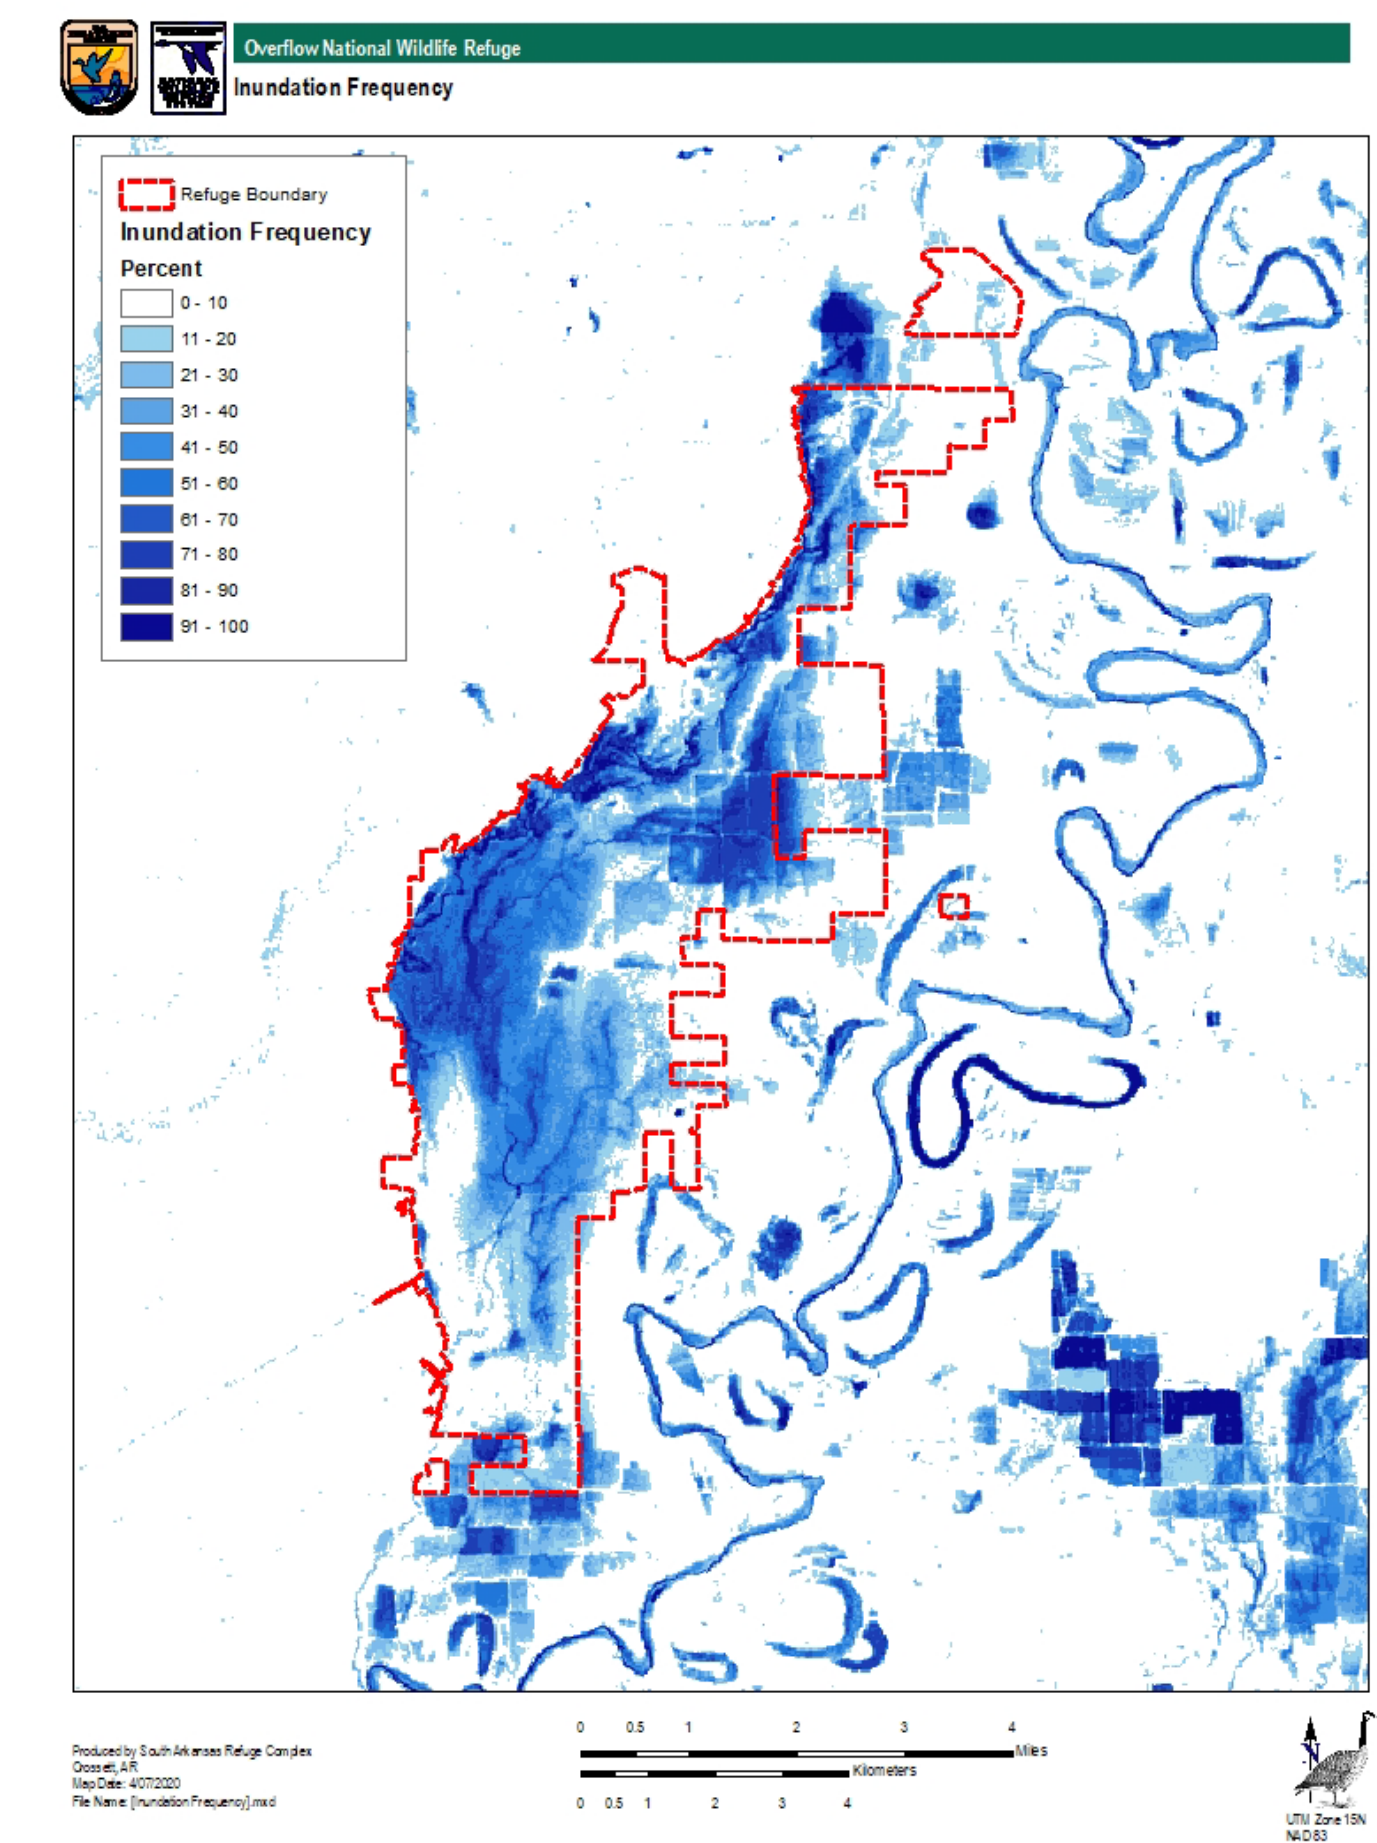 Overflow National Wildlife Refuge
Inundation Frequency
Refuge Boundary
Inundation Frequency
Percent
0 - 10
11 - 20
21 - 30
31 - 40
41 - 50
51 - 60
61 - 70
71 - 80
81 - 90
91 - 100
0 0.5 1 2 3 4
Miles
Kilometers
0 0.5 1 2 3 4
Produced by South Arkansas Refuge Complex
Crossett, AR
Map Date: 4/07/2020
File Name: [Inundation Frequency].mxd
N
UTM Zone 15N
NAD 83